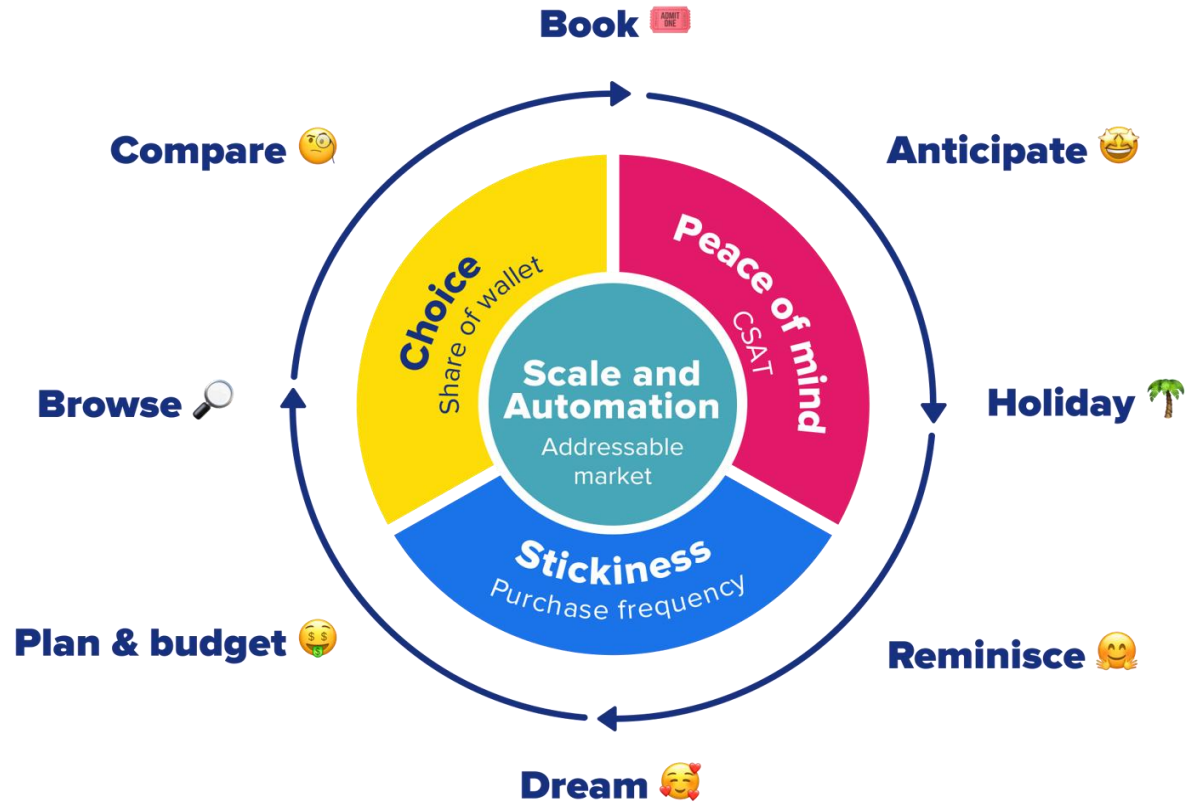 Book
ADMIT
ONE
Compare
Anticipate
Choice
Share of wallet
Peace of mind
CSAT
Browse
Scale and
Automation
Addressable
market
Holiday
Stickiness
Purchase frequency
Plan & budget
$ $
$
Reminisce
Dream